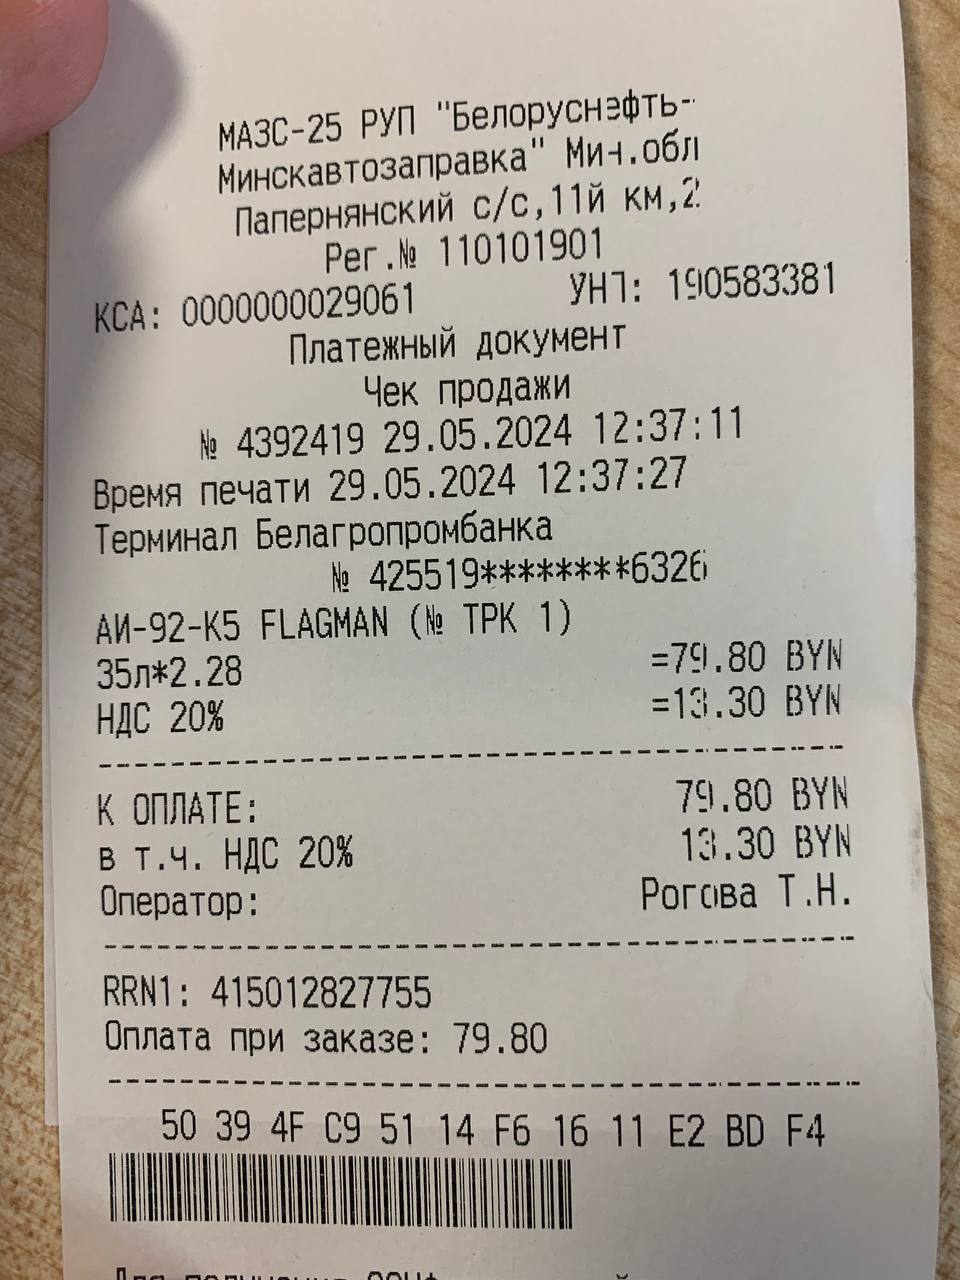 МАЗС-25 РУП "Белоруснефть-
Минскавтозаправка" Мин.обл
Папернянский с/с,11й км,2
Рег.№ 110101901
КСА: 0000000029061 УНП: 190583381
Платежный документ
Чек продажи
№ 4392419 29.05.2024 12:37:11
Время печати 29.05.2024 12:37:27
Терминал Белагропромбанка
№ 425519********6326
АИ-92-К5 FLAGMAN (№ ТРК 1)
35л*2.28 =79.80 BYN
НДС 20% =13.30 BYN
К ОПЛАТЕ: 79.80 BYN
в т.ч. НДС 20% 13.30 BYN
Оператор: Рогова Т.Н.
RRN1: 415012827755
Оплата при заказе: 79.80
50 39 4F C9 51 14 F6 16 11 E2 BD F4